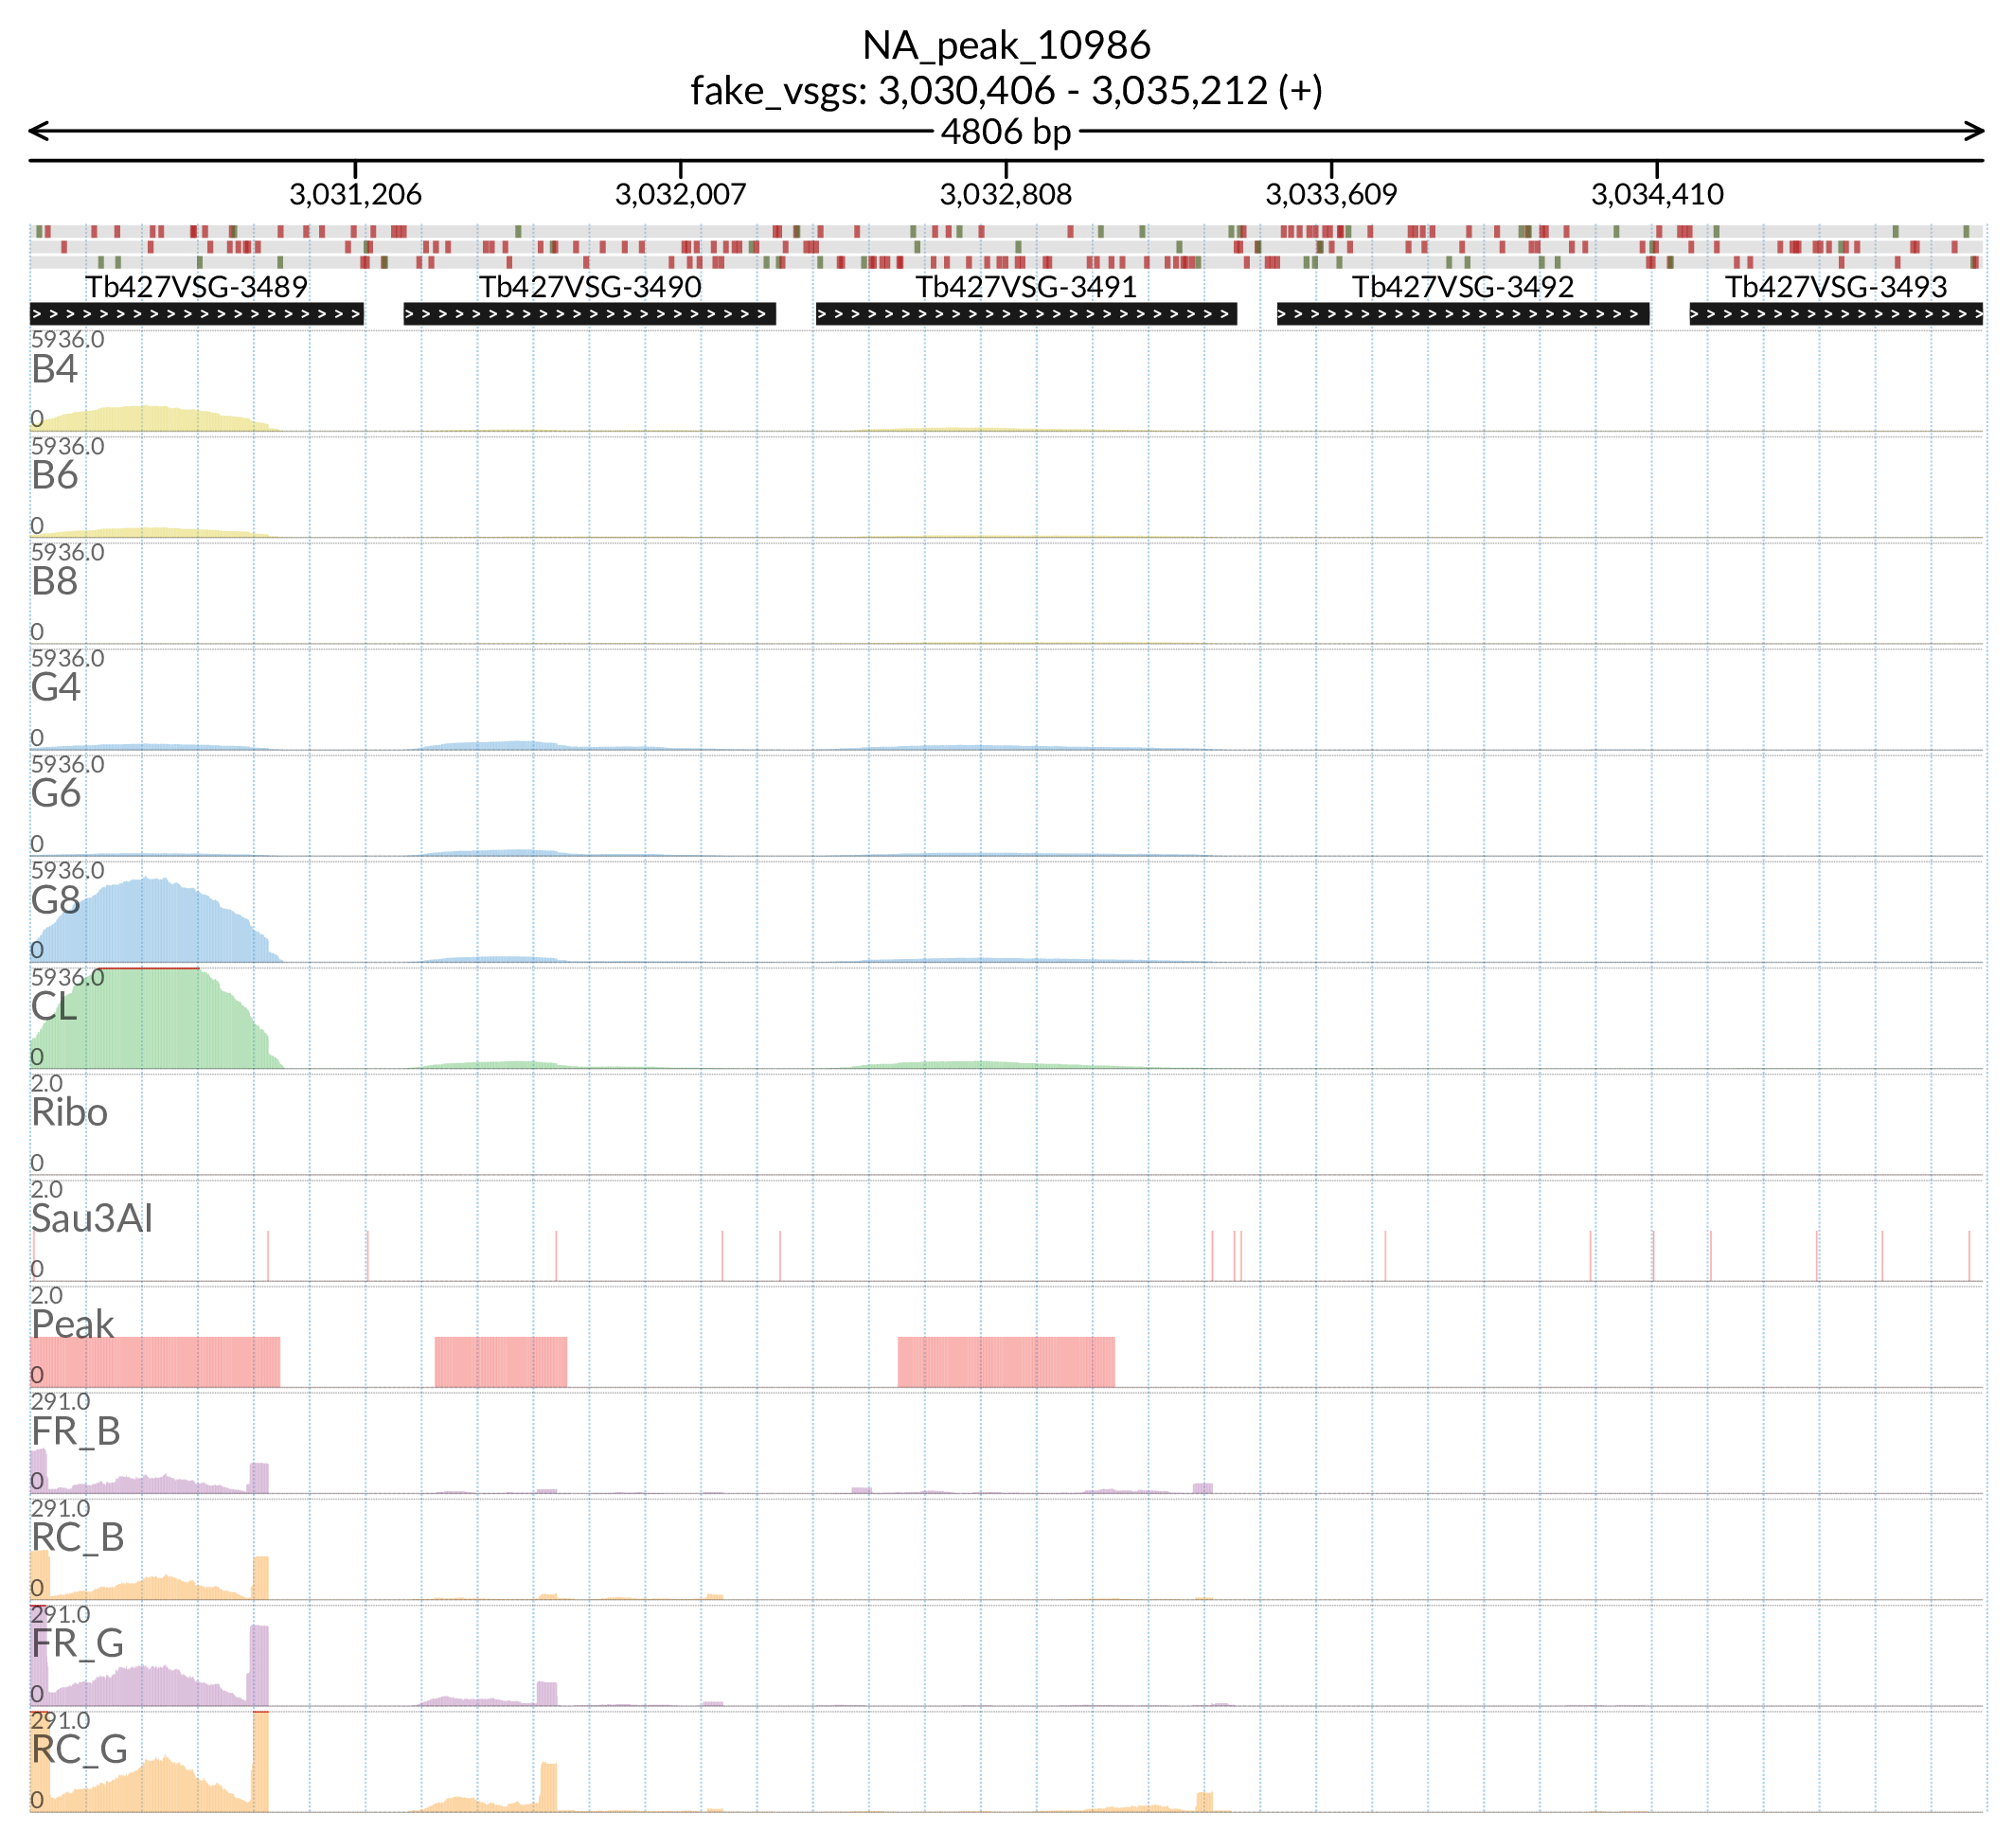 NA_peak_10986
fake_vsgs: 3,030,406 - 3,035,212 (+)
4806 bp
3,031,206 3,032,007 3,032,808 3,033,609 3,034,410
Tb427VSG-3489 Tb427VSG-3490 Tb427VSG-3491 Tb427VSG-3492 Tb427VSG-3493
5936.0
B4
0
5936.0
B6
0
5936.0
B8
0
5936.0
G4
0
5936.0
G6
0
5936.0
G8
0
5936.0
CL
0
2.0
Ribo
0
2.0
Sau3AI
0
2.0
Peak
0
291.0
FR_B
0
291.0
RC_B
0
291.0
FR_G
0
291.0
RC_G
0